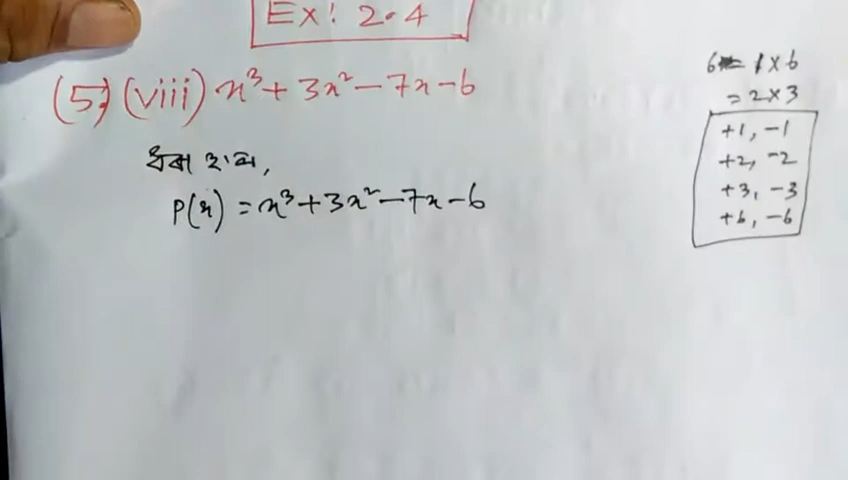 Ex: 2.4
(5) (viii) x³ + 3x² - 7x - 6
ধৰা হ'ল,
P(x) = x³ + 3x² - 7x - 6
6 = 1 × 6
= 2 × 3
+1, -1
+2, -2
+3, -3
+6, -6